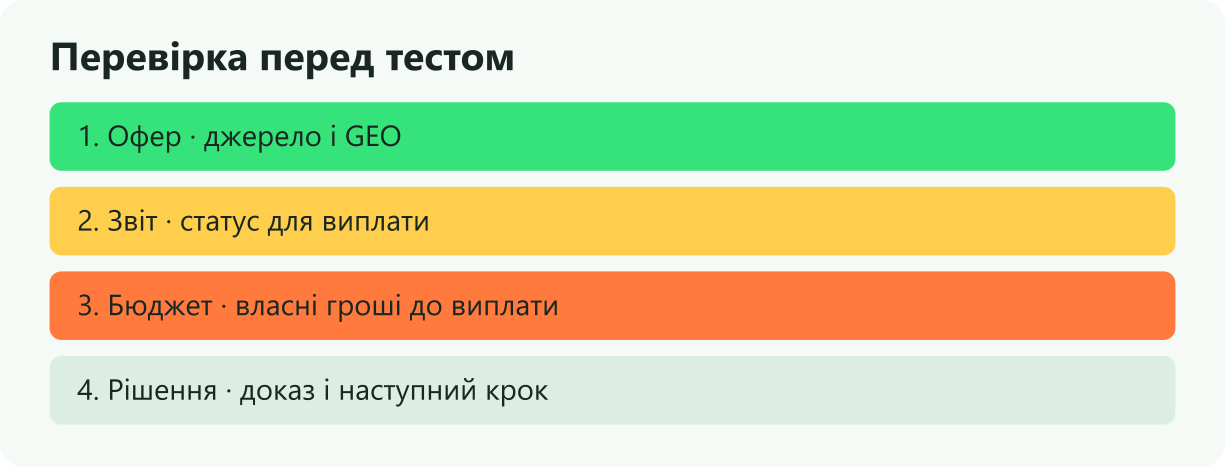 Перевірка перед тестом
1. Офер · джерело і GEO
2. Звіт · статус для виплати
3. Бюджет · власні гроші до виплати
4. Рішення · доказ і наступний крок